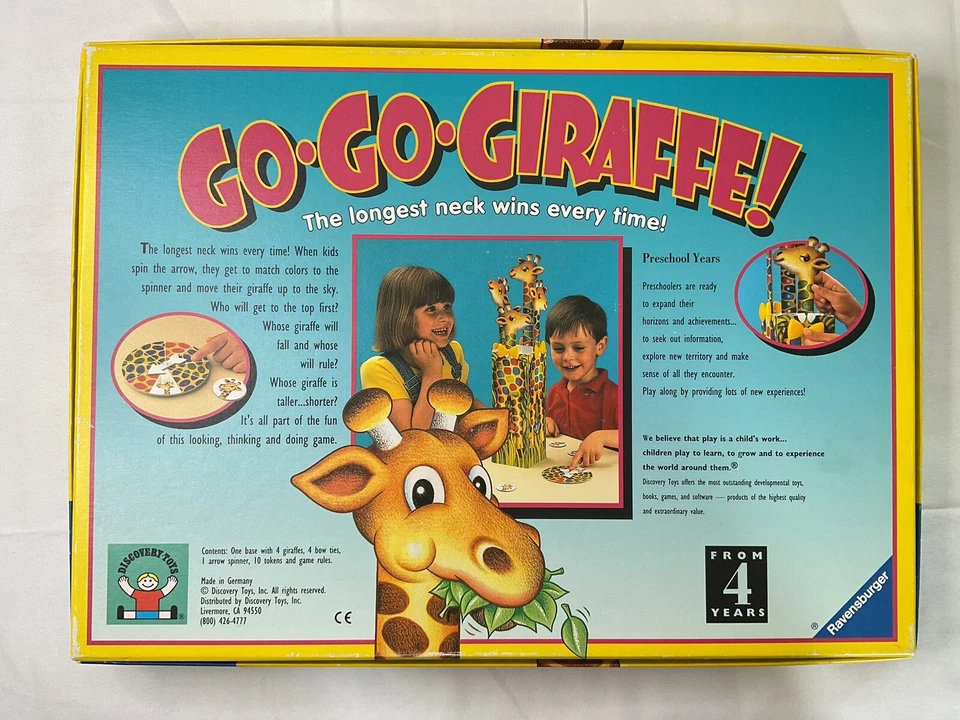 GO·GO·GIRAFFE!
The longest neck wins every time!
The longest neck wins every time! When kids
spin the arrow, they get to match colors to the
spinner and move their giraffe up to the sky.
Who will get to the top first?
Whose giraffe will
fall and whose
will rule?
Whose giraffe is
taller...shorter?
It's all part of the fun
of this looking, thinking and doing game.
Preschool Years
Preschoolers are ready
to expand their
horizons and achievements...
to seek out information,
explore new territory and make
sense of all they encounter.
Play along by providing lots of new experiences!
We believe that play is a child's work...
children play to learn, to grow and to experience
the world around them.®
Discovery Toys offers the most outstanding developmental toys,
books, games, and software — products of the highest quality
and extraordinary value.
DISCOVERY·TOYS
®
Contents: One base with 4 giraffes, 4 bow ties,
1 arrow spinner, 10 tokens and game rules.
Made in Germany
© Discovery Toys, Inc. All rights reserved.
Distributed by Discovery Toys, Inc.
Livermore, CA 94550
(800) 426-4777
CE
FROM
4
YEARS
® Ravensburger